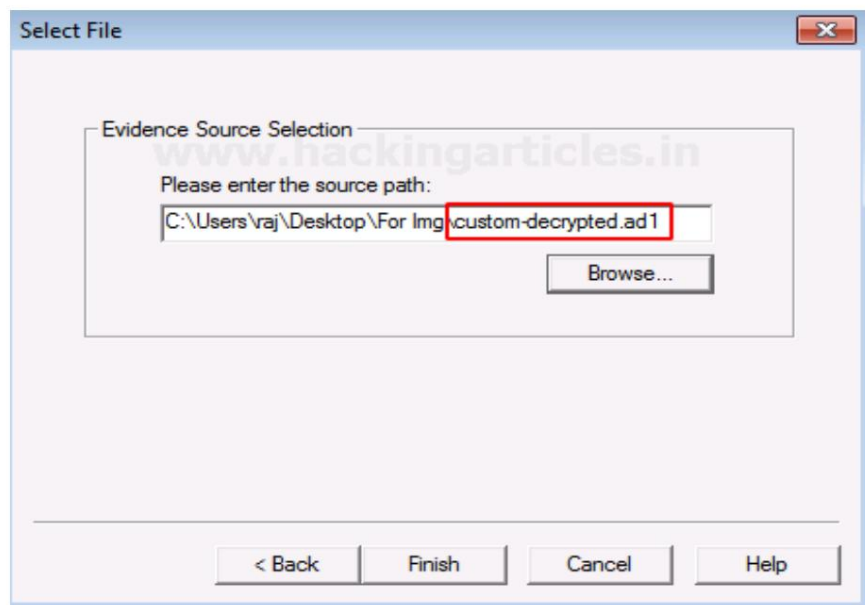 Select File
Evidence Source Selection
www.hackingarticles.in
Please enter the source path:
C:\Users\raj\Desktop\For Img\custom-decrypted.ad1
Browse...
< Back Finish Cancel Help